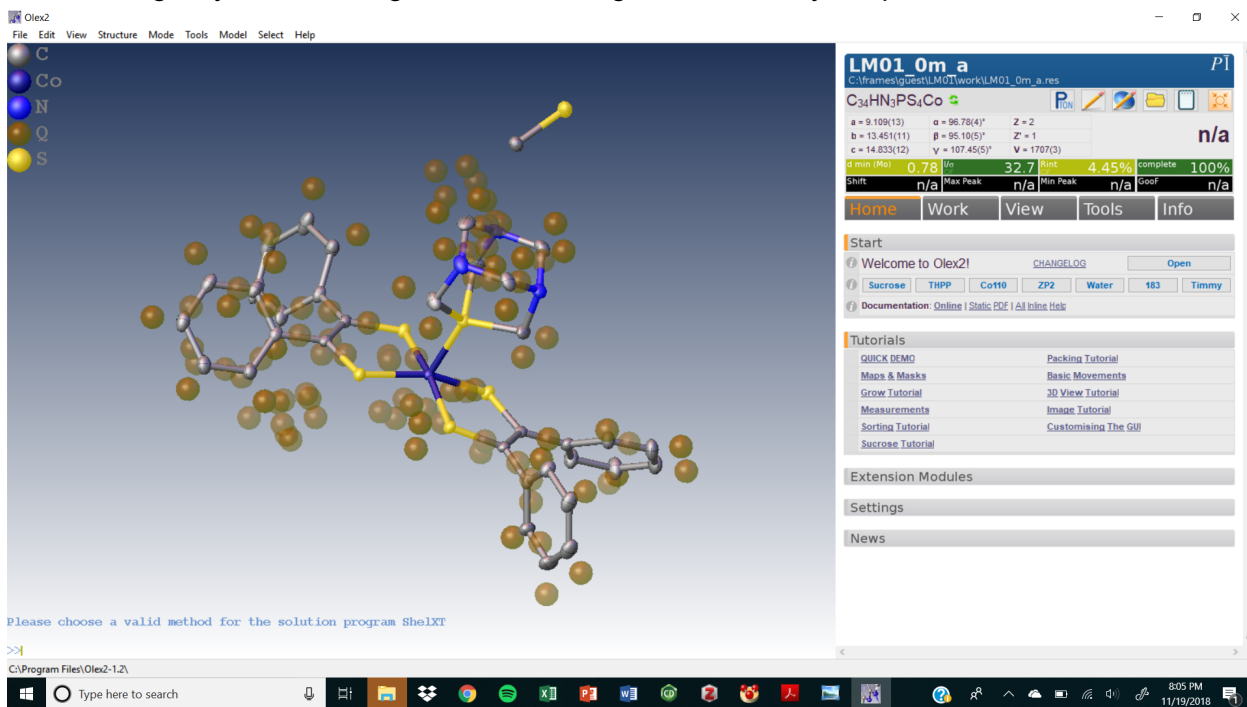 Olex2
File Edit View Structure Mode Tools Model Select Help
C
Co
N
Q
S
LM01_0m_a
PĪ
C:\frames\guest\LM01\work\LM01_0m_a.res
C34HN3PS4Co
a = 9.109(13) α = 96.78(4)° Z = 2
b = 13.451(11) β = 95.10(5)° Z' = 1
c = 14.833(12) γ = 107.45(5)° V = 1707(3)
n/a
d min (Mo) 0.78 I/σ 32.7 Rint 4.45% complete 100%
Shift n/a Max Peak n/a Min Peak n/a GooF n/a
Home Work View Tools Info
Start
Welcome to Olex2! CHANGELOG Open
Sucrose THPP Co110 ZP2 Water 183 Timmy
Documentation: Online | Static PDF | All Inline Help
Tutorials
QUICK DEMO Packing Tutorial
Maps & Masks Basic Movements
Grow Tutorial 3D View Tutorial
Measurements Image Tutorial
Sorting Tutorial Customising The GUI
Sucrose Tutorial
Extension Modules
Settings
News
Please choose a valid method for the solution program ShelXT
>>
C:\Program Files\Olex2-1.2\
Type here to search
8:05 PM
11/19/2018